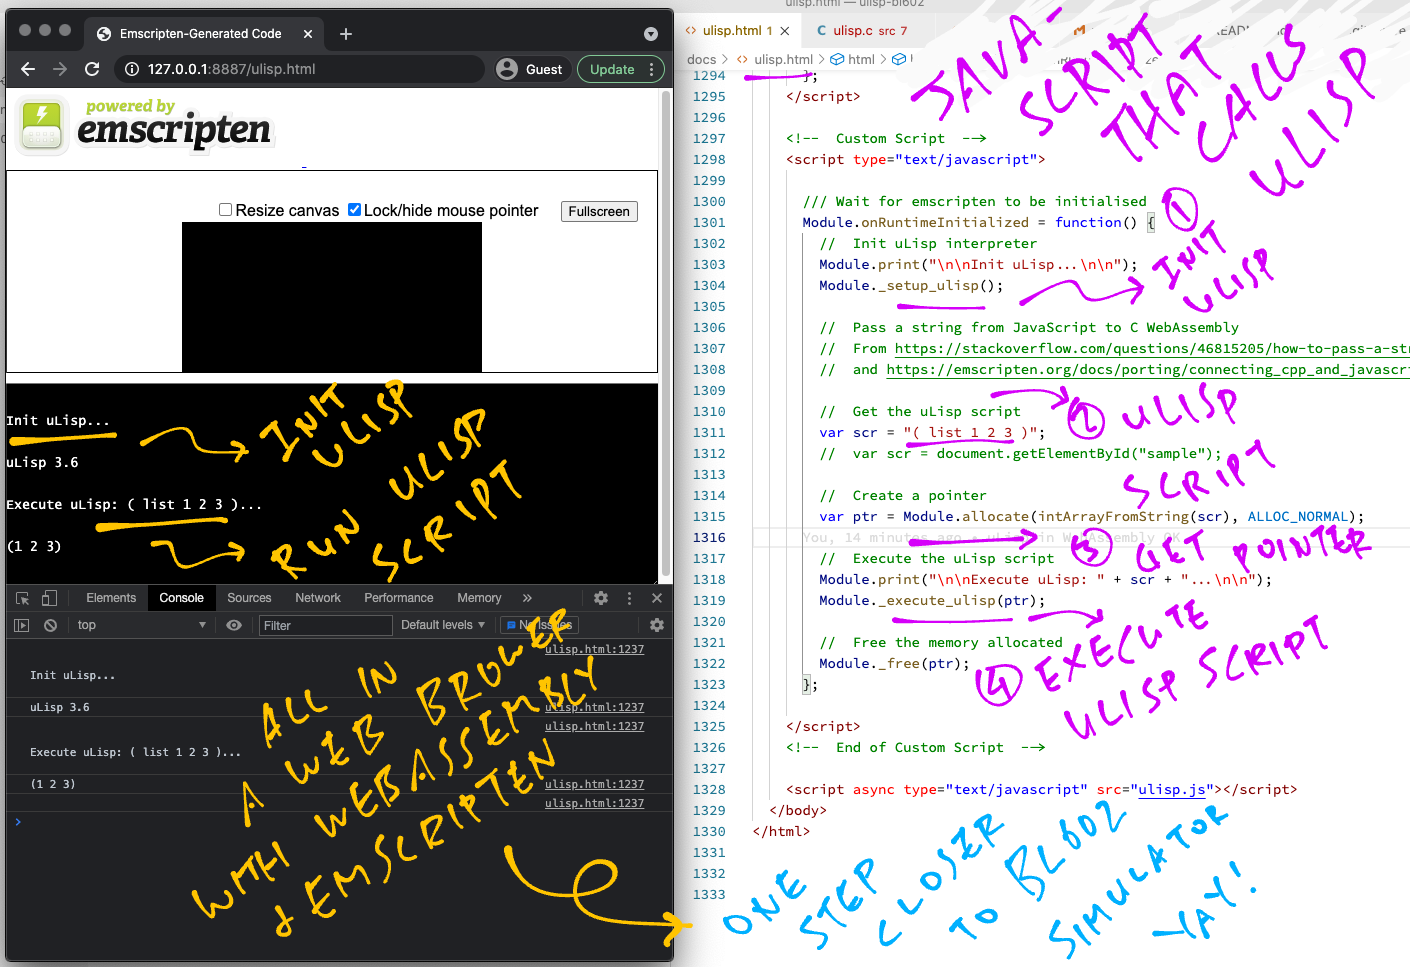 Emscripten-Generated Code
127.0.0.1:8887/ulisp.html
Guest
Update
powered by
emscripten
Resize canvas
Lock/hide mouse pointer
Fullscreen
Init uLisp...
uLisp 3.6
Execute uLisp: ( list 1 2 3 )...
(1 2 3)
INIT
ULISP
RUN ULISP
SCRIPT
Elements
Console
Sources
Network
Performance
Memory
top
Filter
Default levels
No Issues
ulisp.html:1237
Init uLisp...
uLisp 3.6
ulisp.html:1237
ulisp.html:1237
Execute uLisp: ( list 1 2 3 )...
(1 2 3)
ulisp.html:1237
ulisp.html:1237
ALL IN
A WEB BROWER
WITH WEBASSEMBLY
& EMSCRIPTEN
ulisp.html — ulisp-bl602
ulisp.html 1
ulisp.c src 7
docs > ulisp.html > html >
JAVA-
SCRIPT
THAT
CALLS
ULISP
1294 };
1295 </script>
1296
1297 <!-- Custom Script -->
1298 <script type="text/javascript">
1299
1300 /// Wait for emscripten to be initialised
1301 Module.onRuntimeInitialized = function() {
1302 // Init uLisp interpreter
1303 Module.print("\n\nInit uLisp...\n\n");
1304 Module._setup_ulisp();
1305
1306 // Pass a string from JavaScript to C WebAssembly
1307 // From https://stackoverflow.com/questions/46815205/how-to-pass-a-st
1308 // and https://emscripten.org/docs/porting/connecting_cpp_and_javascr
1309
1310 // Get the uLisp script
1311 var scr = "( list 1 2 3 )";
1312 // var scr = document.getElementById("sample");
1313
1314 // Create a pointer
1315 var ptr = Module.allocate(intArrayFromString(scr), ALLOC_NORMAL);
1316 You, 14 minutes ago • uLisp in WebAssembly OK
1317 // Execute the uLisp script
1318 Module.print("\n\nExecute uLisp: " + scr + "...\n\n");
1319 Module._execute_ulisp(ptr);
1320
1321 // Free the memory allocated
1322 Module._free(ptr);
1323 };
1324
1325 </script>
1326 <!-- End of Custom Script -->
1327
1328 <script async type="text/javascript" src="ulisp.js"></script>
1329 </body>
1330 </html>
1331
1332
1333
1 INIT
ULISP
2 ULISP
SCRIPT
3 GET POINTER
4 EXECUTE
ULISP SCRIPT
ONE
STEP
CLOSER
TO BL602
SIMULATOR
YAY!